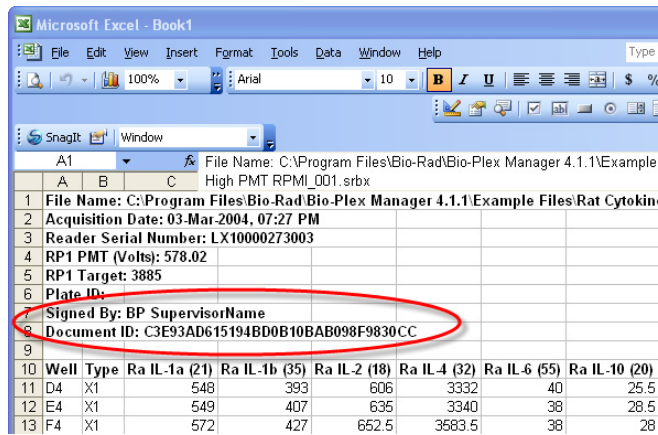 Microsoft Excel - Book1
File Edit View Insert Format Tools Data Window Help Type
100% Arial 10 B I U $ %
ab
SnagIt Window
A1 fx File Name: C:\Program Files\Bio-Rad\Bio-Plex Manager 4.1.1\Example
High PMT RPMI_001.srbx
A B C
1 File Name: C:\Program Files\Bio-Rad\Bio-Plex Manager 4.1.1\Example Files\Rat Cytokin
2 Acquisition Date: 03-Mar-2004, 07:27 PM
3 Reader Serial Number: LX10000273003
4 RP1 PMT (Volts): 578.02
5 RP1 Target: 3885
6 Plate ID:
7 Signed By: BP SupervisorName
8 Document ID: C3E93AD615194BD0B10BAB098F9830CC
9
10 Well Type Ra IL-1a (21) Ra IL-1b (35) Ra IL-2 (18) Ra IL-4 (32) Ra IL-6 (55) Ra IL-10 (20)
11 D4 X1 548 393 606 3332 40 25.5
12 E4 X1 549 407 635 3340 38 28.5
13 F4 X1 572 427 652.5 3583.5 38 28